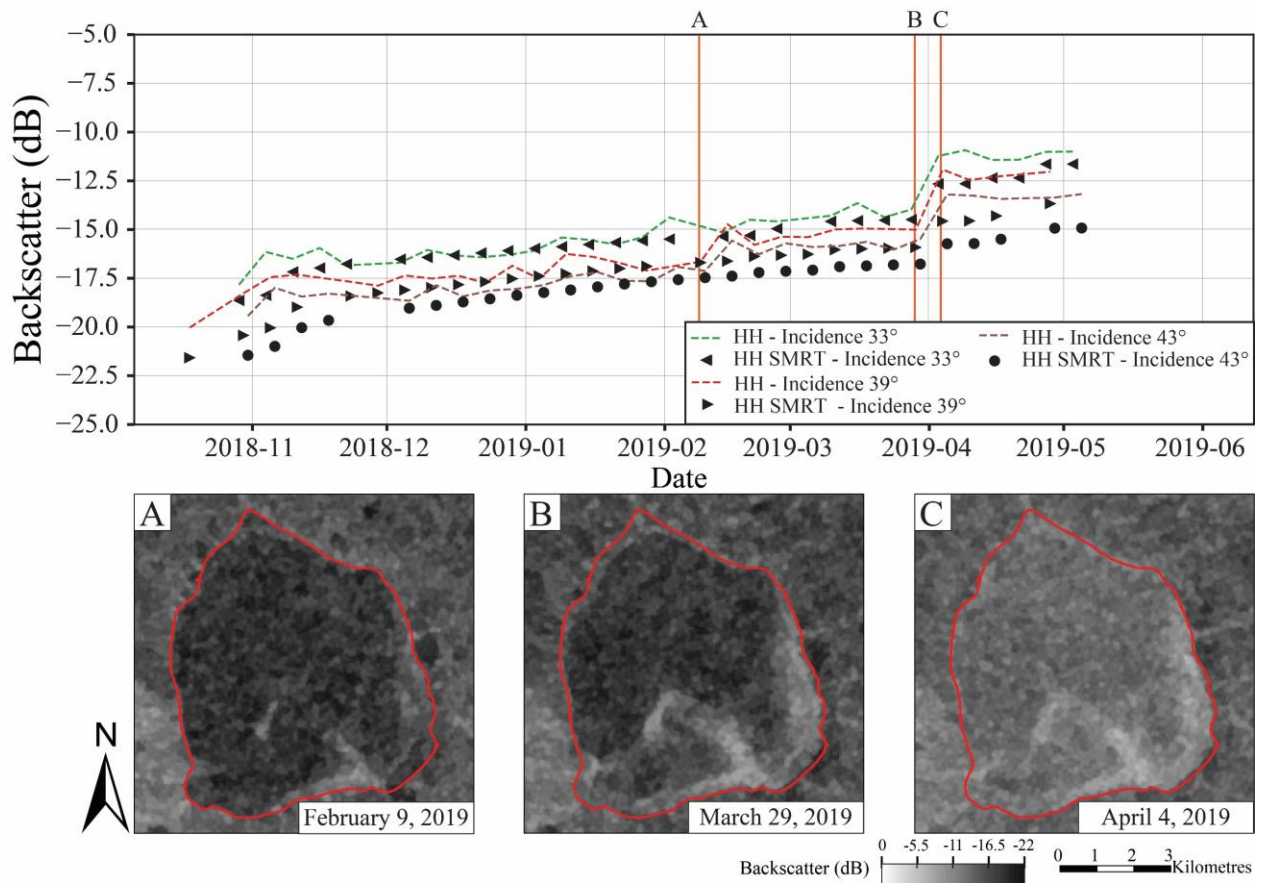 A B C
−5.0
−7.5
−10.0
−12.5
−15.0
−17.5
−20.0
−22.5
−25.0
Backscatter (dB)
HH - Incidence 33°
HH SMRT - Incidence 33°
HH - Incidence 39°
HH SMRT - Incidence 39°
HH - Incidence 43°
HH SMRT - Incidence 43°
2018-11 2018-12 2019-01 2019-02 2019-03 2019-04 2019-05 2019-06
Date
A
February 9, 2019
B
March 29, 2019
C
April 4, 2019
N
Backscatter (dB)
0 -5.5 -11 -16.5 -22
0 1 2 3
Kilometres